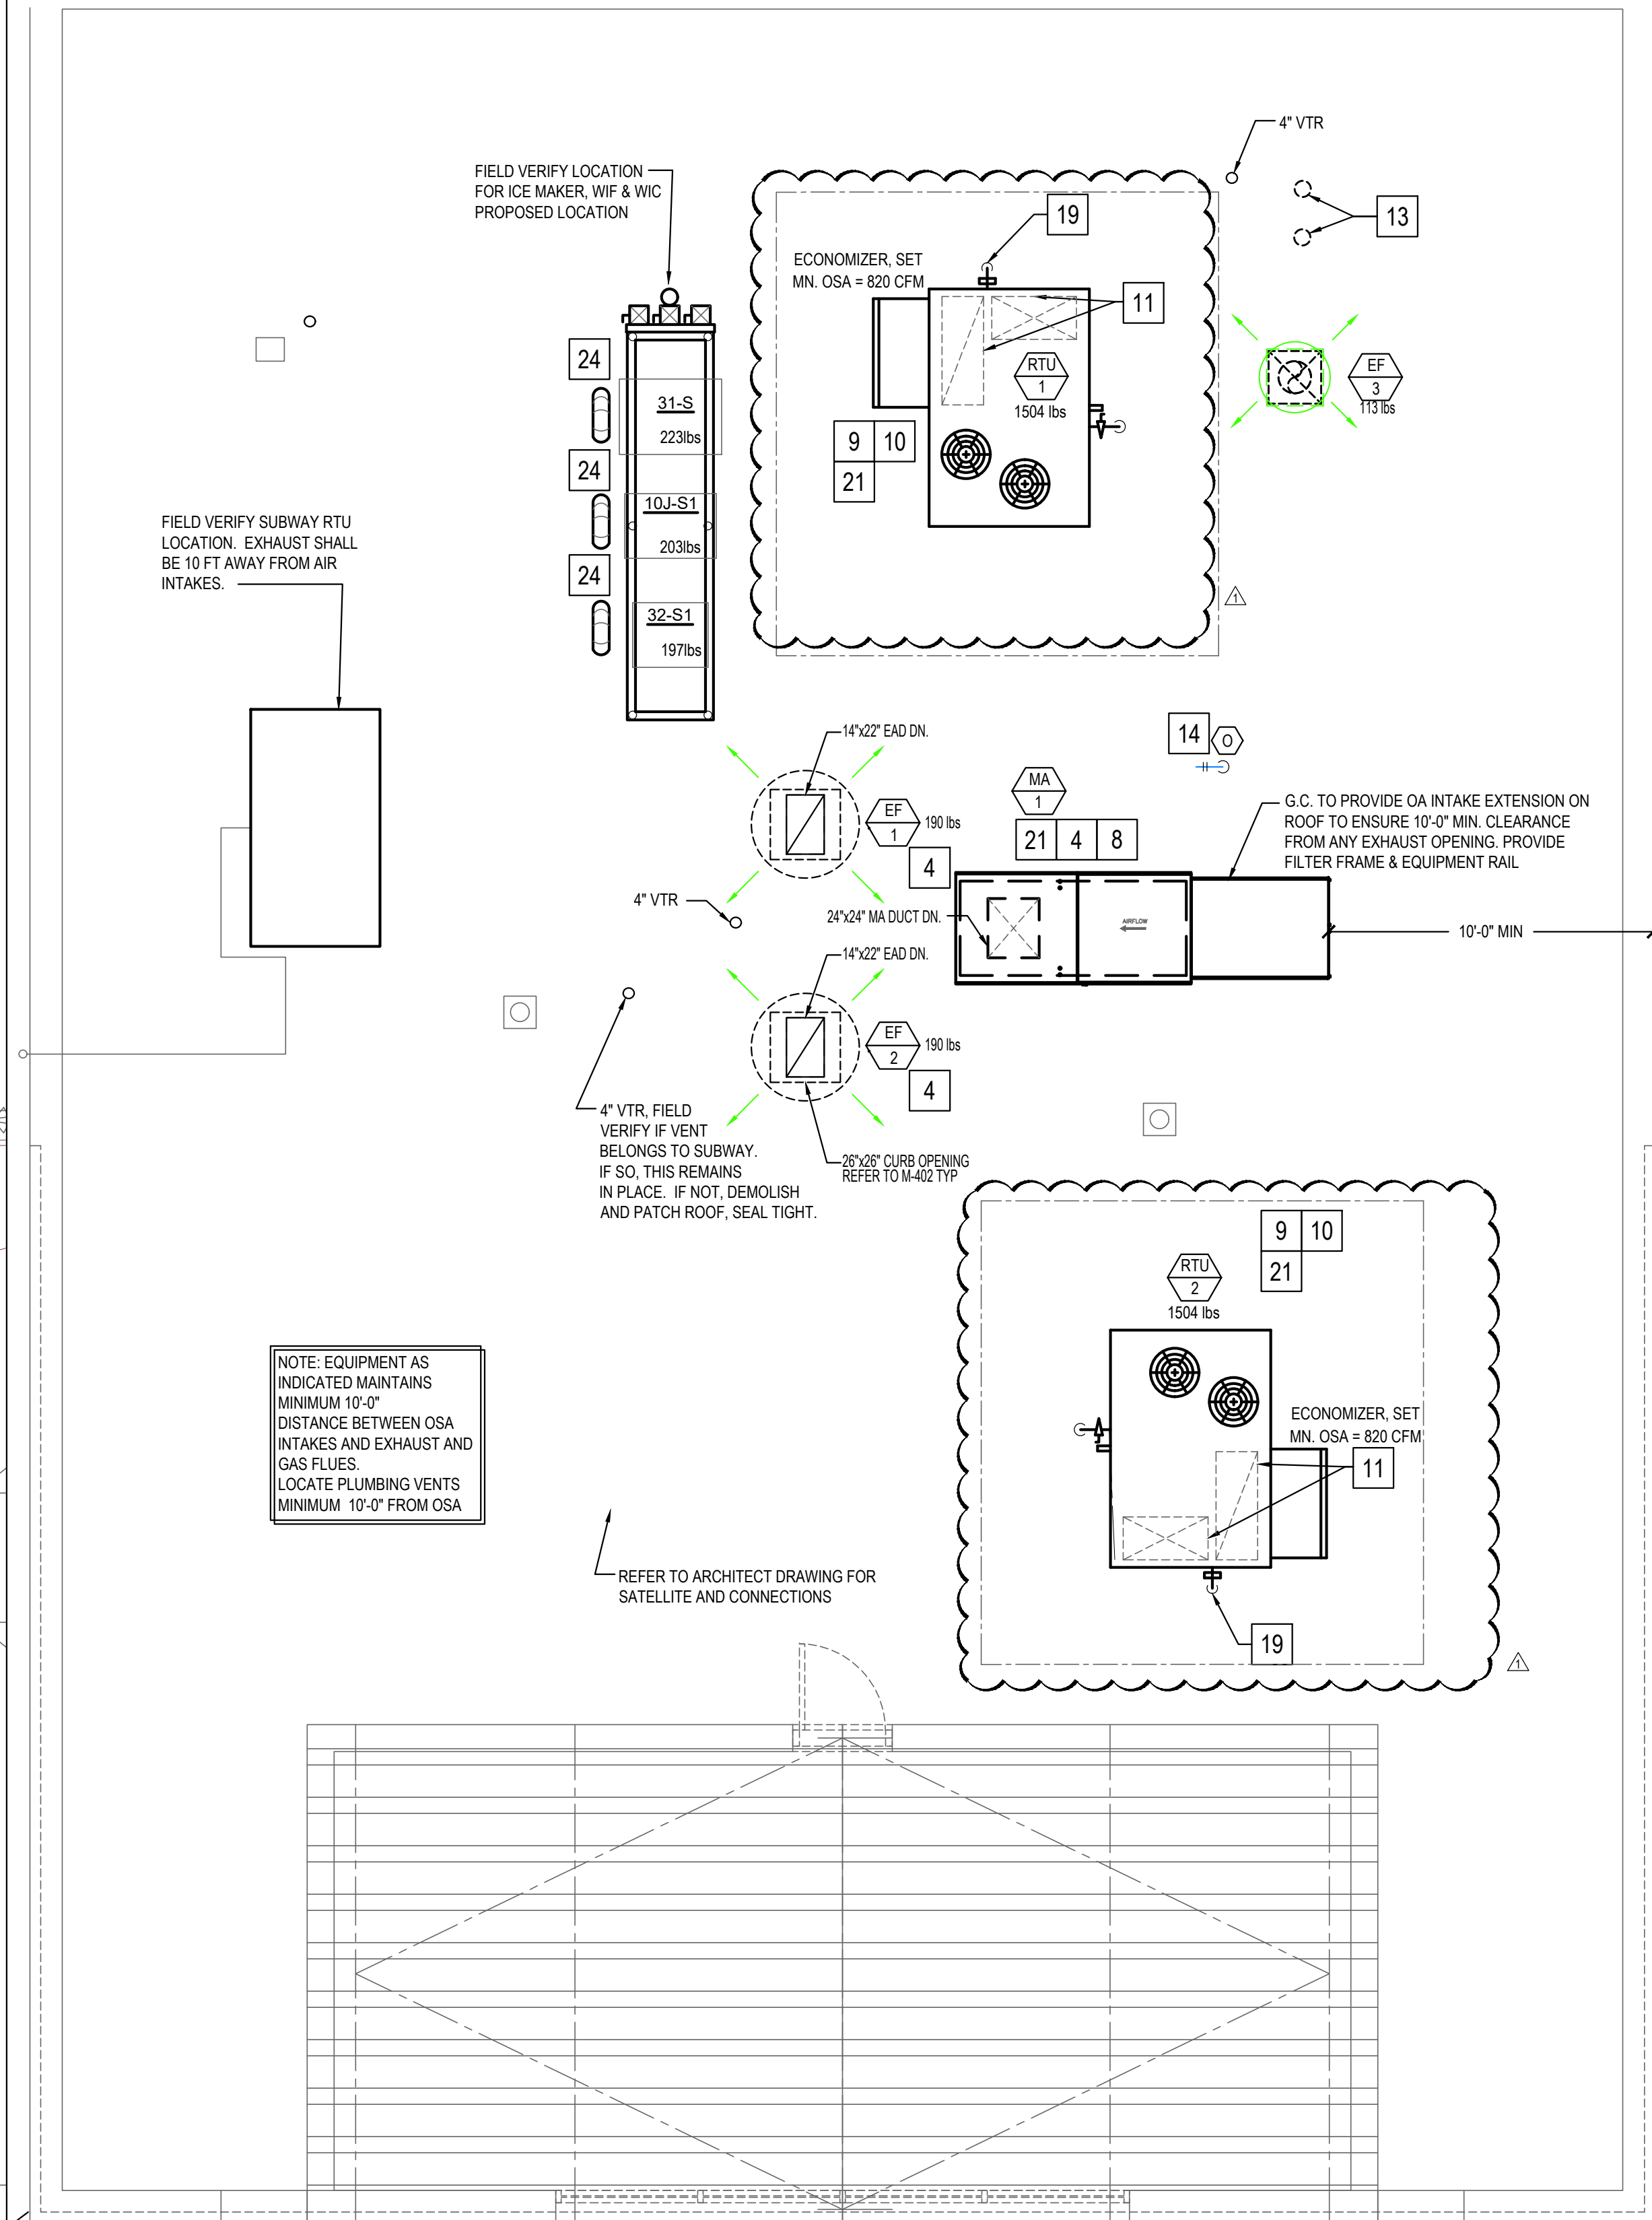 4" VTR
FIELD VERIFY LOCATION
FOR ICE MAKER, WIF & WIC
PROPOSED LOCATION
19
13
ECONOMIZER, SET
MN. OSA = 820 CFM
11
24
31-S
223lbs
RTU
1
1504 lbs
EF
3
113 lbs
9 10
21
24
10J-S1
203lbs
FIELD VERIFY SUBWAY RTU
LOCATION. EXHAUST SHALL
BE 10 FT AWAY FROM AIR
INTAKES.
24
32-S1
197lbs
1
14"x22" EAD DN.
14
O
MA
1
21 4 8
EF
1
190 lbs
4
G.C. TO PROVIDE OA INTAKE EXTENSION ON
ROOF TO ENSURE 10'-0" MIN. CLEARANCE
FROM ANY EXHAUST OPENING. PROVIDE
FILTER FRAME & EQUIPMENT RAIL
4" VTR
24"x24" MA DUCT DN.
AIRFLOW
10'-0" MIN
14"x22" EAD DN.
EF
2
190 lbs
4
4" VTR, FIELD
VERIFY IF VENT
BELONGS TO SUBWAY.
IF SO, THIS REMAINS
IN PLACE. IF NOT, DEMOLISH
AND PATCH ROOF, SEAL TIGHT.
26"x26" CURB OPENING
REFER TO M-402 TYP
9 10
21
RTU
2
1504 lbs
NOTE: EQUIPMENT AS
INDICATED MAINTAINS
MINIMUM 10'-0"
DISTANCE BETWEEN OSA
INTAKES AND EXHAUST AND
GAS FLUES.
LOCATE PLUMBING VENTS
MINIMUM 10'-0" FROM OSA
ECONOMIZER, SET
MN. OSA = 820 CFM
11
REFER TO ARCHITECT DRAWING FOR
SATELLITE AND CONNECTIONS
19
1